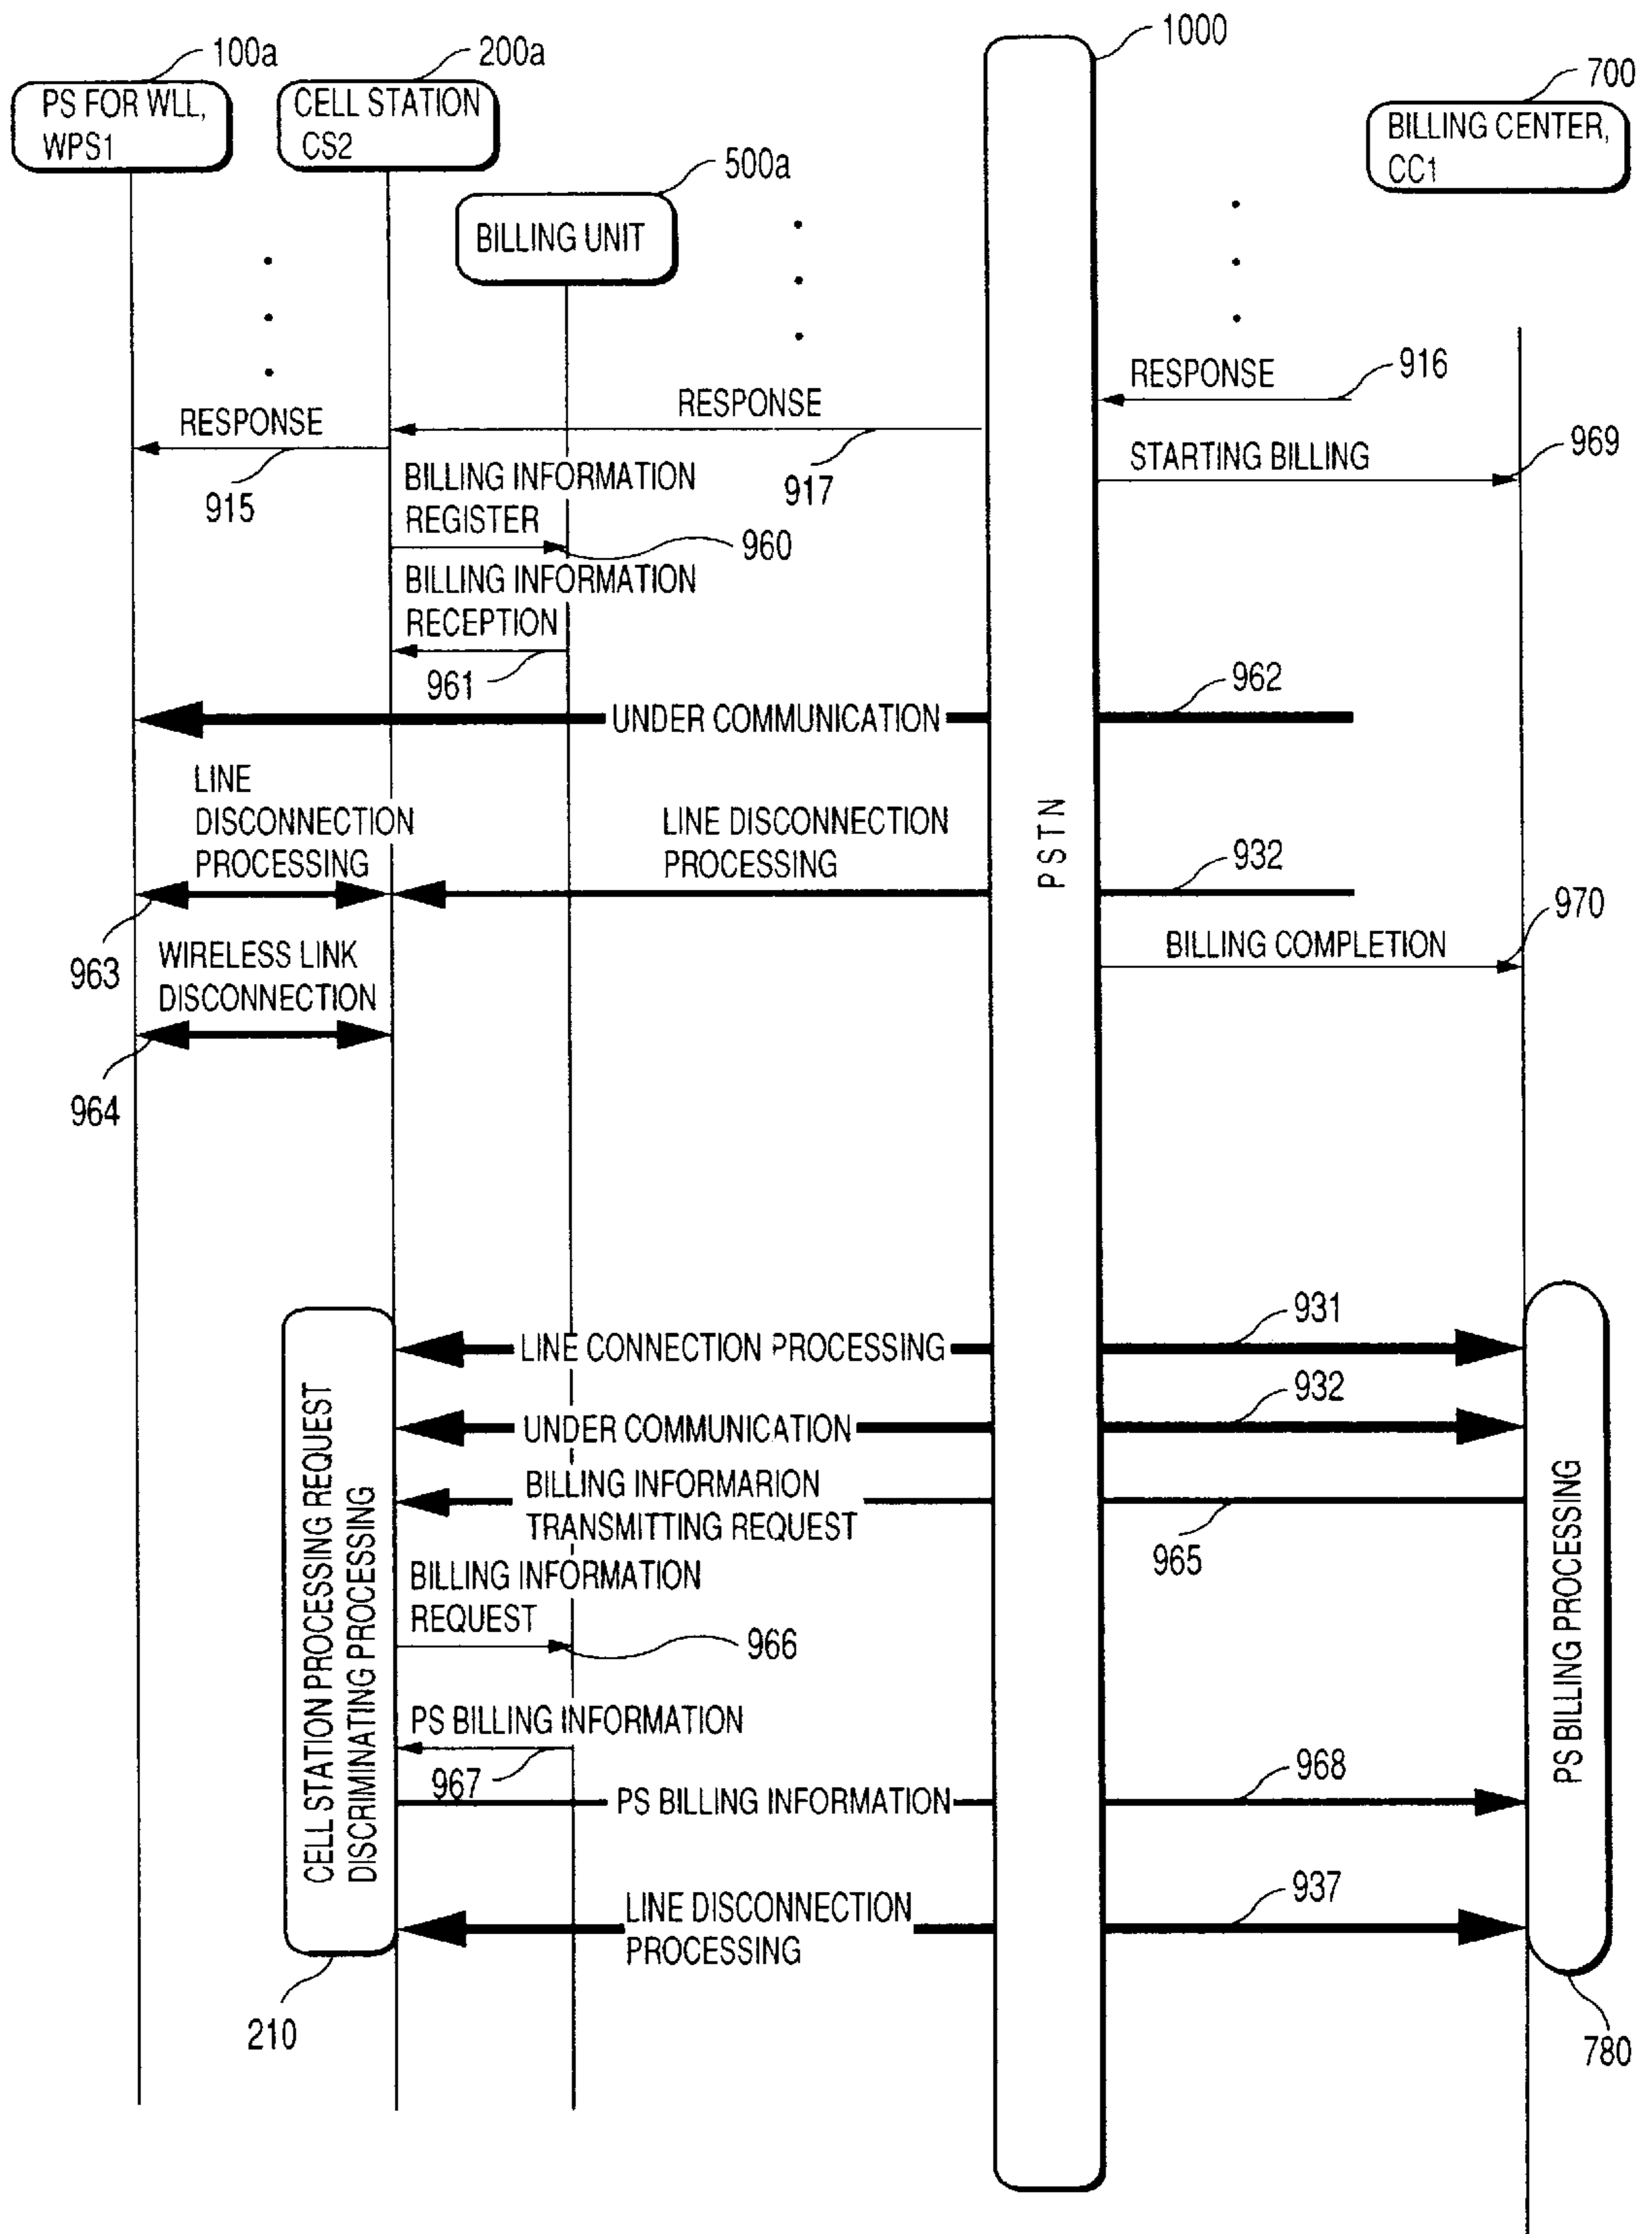 100a
200a
1000
700
PS FOR WLL,
WPS1
CELL STATION
CS2
BILLING CENTER,
CC1
500a
BILLING UNIT
RESPONSE
916
RESPONSE
RESPONSE
915
917
STARTING BILLING
969
BILLING INFORMATION
REGISTER
960
BILLING INFORMATION
RECEPTION
961
962
UNDER COMMUNICATION
LINE
DISCONNECTION
PROCESSING
LINE DISCONNECTION
PROCESSING
PSTN
932
963
BILLING COMPLETION
970
WIRELESS LINK
DISCONNECTION
964
931
LINE CONNECTION PROCESSING
932
UNDER COMMUNICATION
BILLING INFORMARION
TRANSMITTING REQUEST
965
BILLING INFORMATION
REQUEST
966
CELL STATION PROCESSING REQUEST
DISCRIMINATING PROCESSING
PS BILLING PROCESSING
PS BILLING INFORMATION
967
968
PS BILLING INFORMATION
937
LINE DISCONNECTION
PROCESSING
210
780